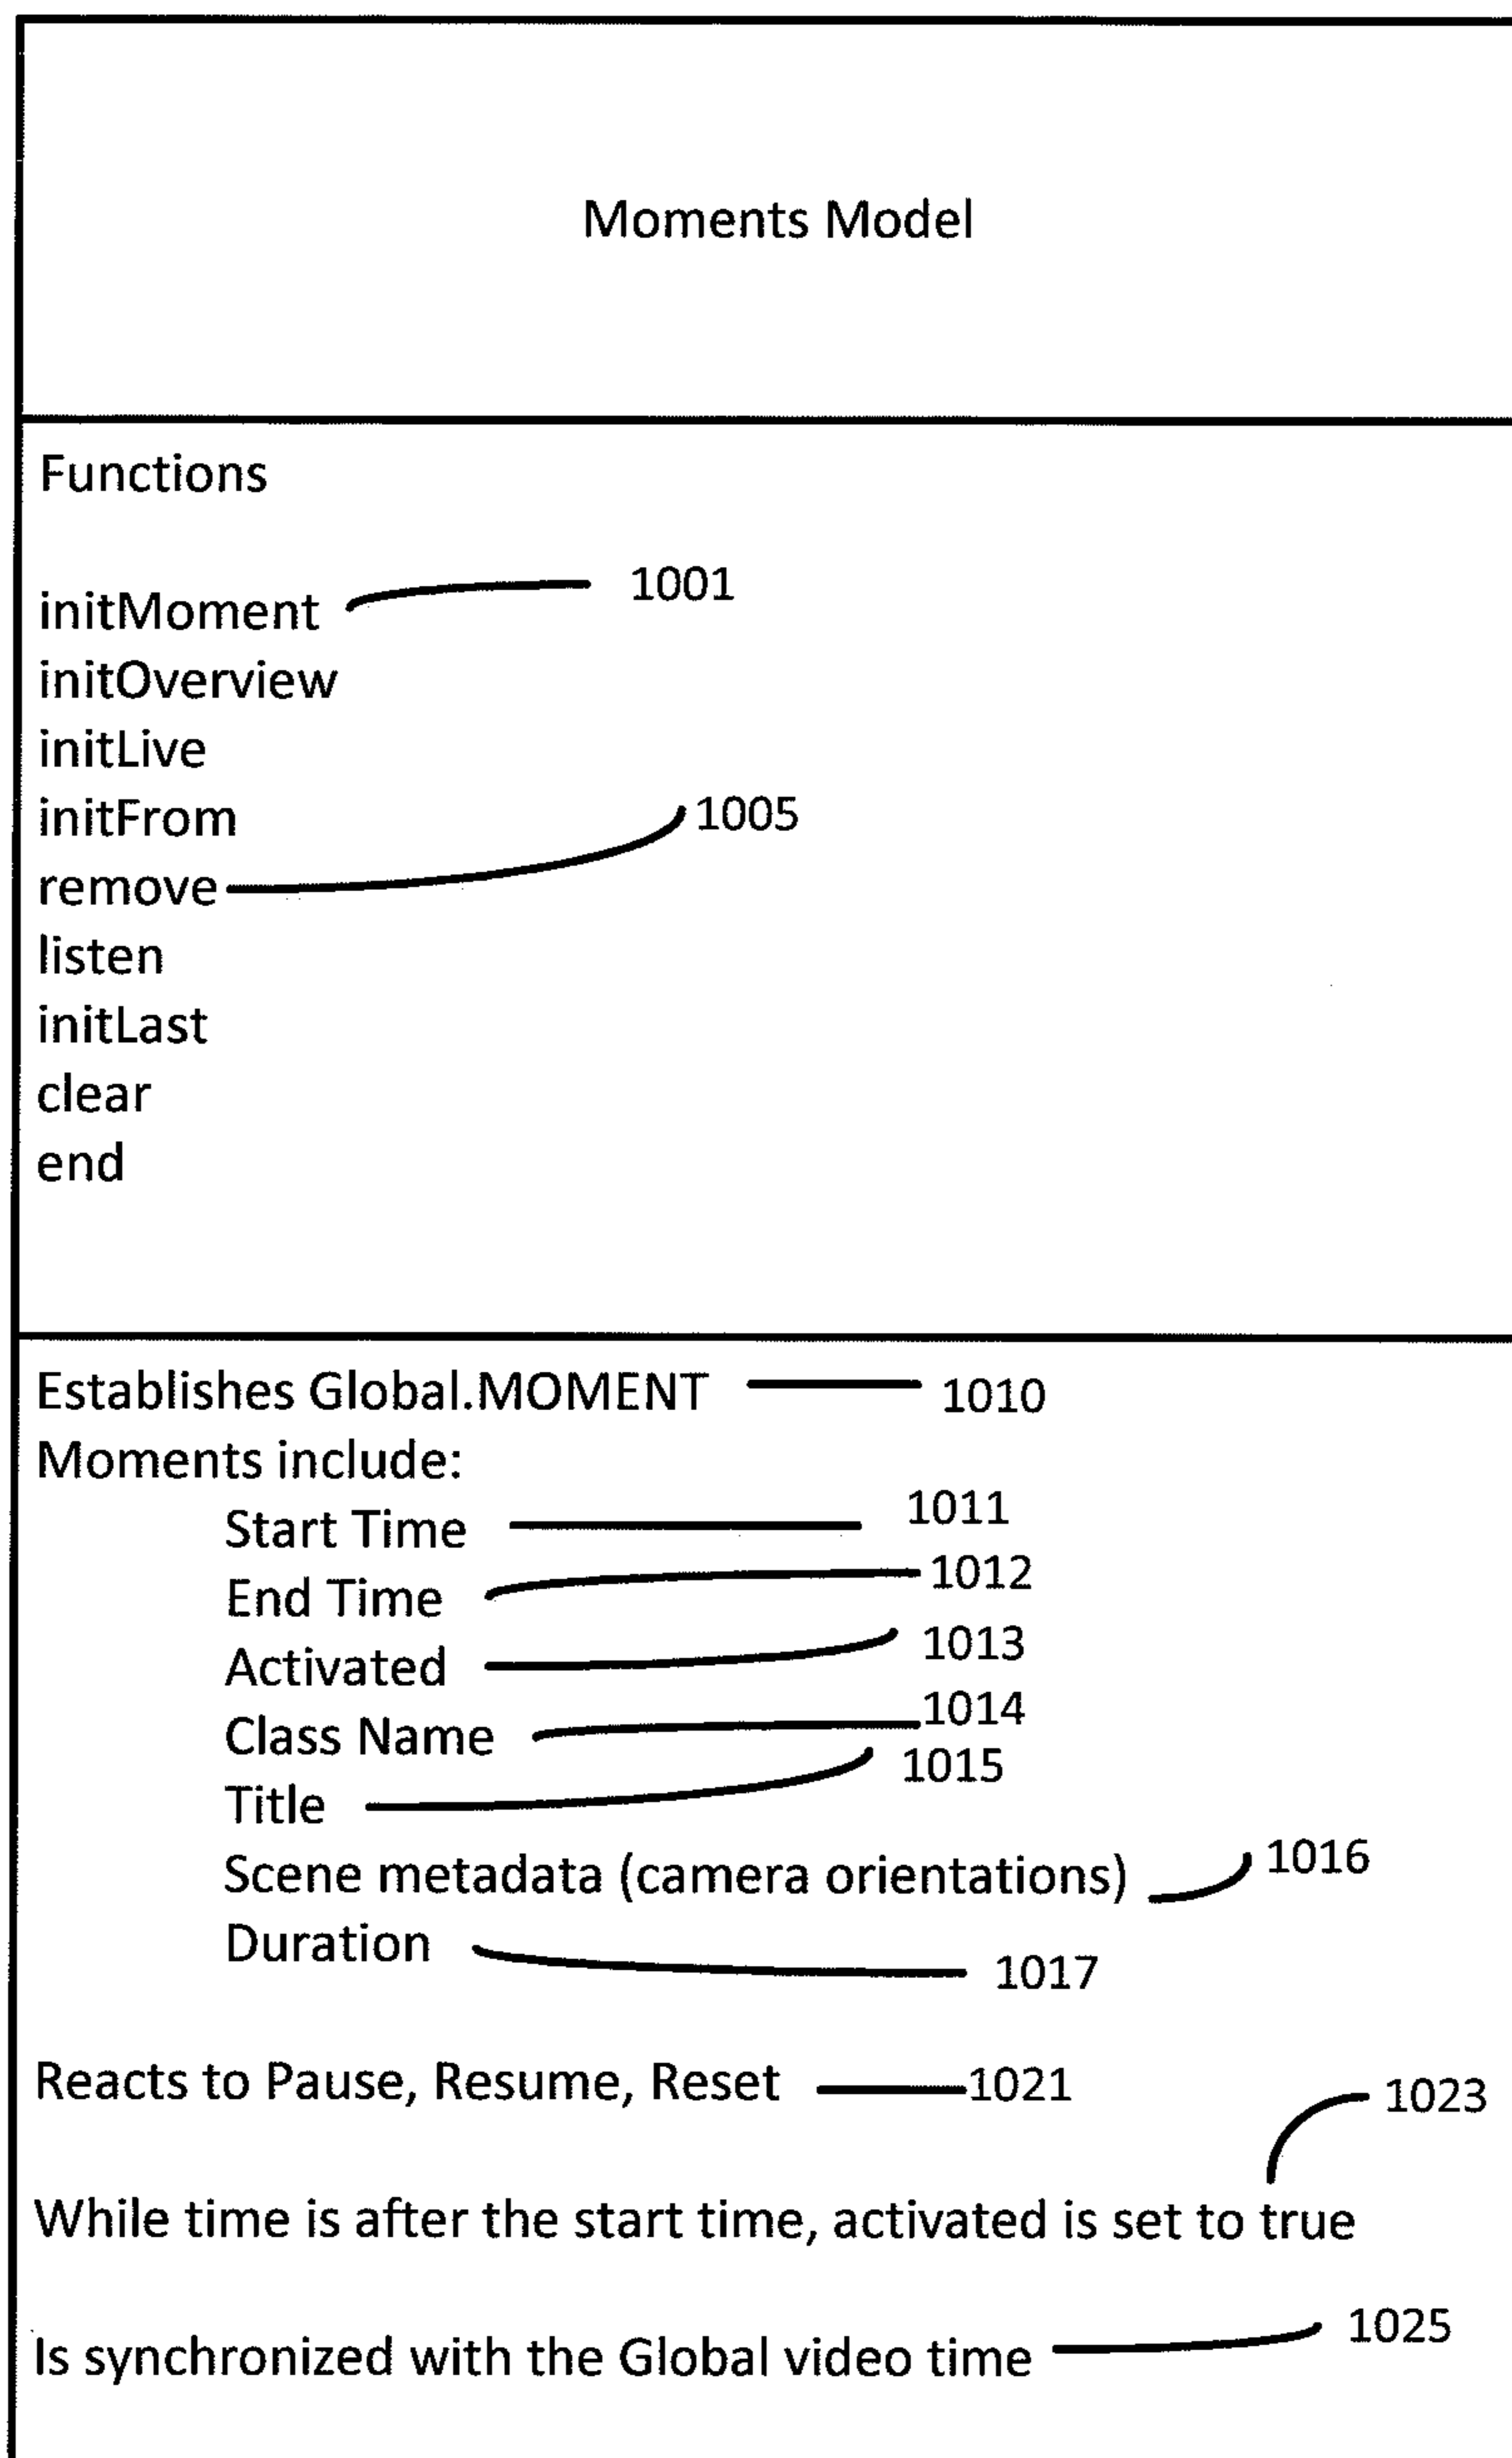 Moments Model
Functions
initMoment 1001
initOverview
initLive
initFrom
remove 1005
listen
initLast
clear
end
Establishes Global.MOMENT 1010
Moments include:
Start Time 1011
End Time 1012
Activated 1013
Class Name 1014
Title 1015
Scene metadata (camera orientations) 1016
Duration 1017
Reacts to Pause, Resume, Reset 1021
1023
While time is after the start time, activated is set to true
Is synchronized with the Global video time 1025